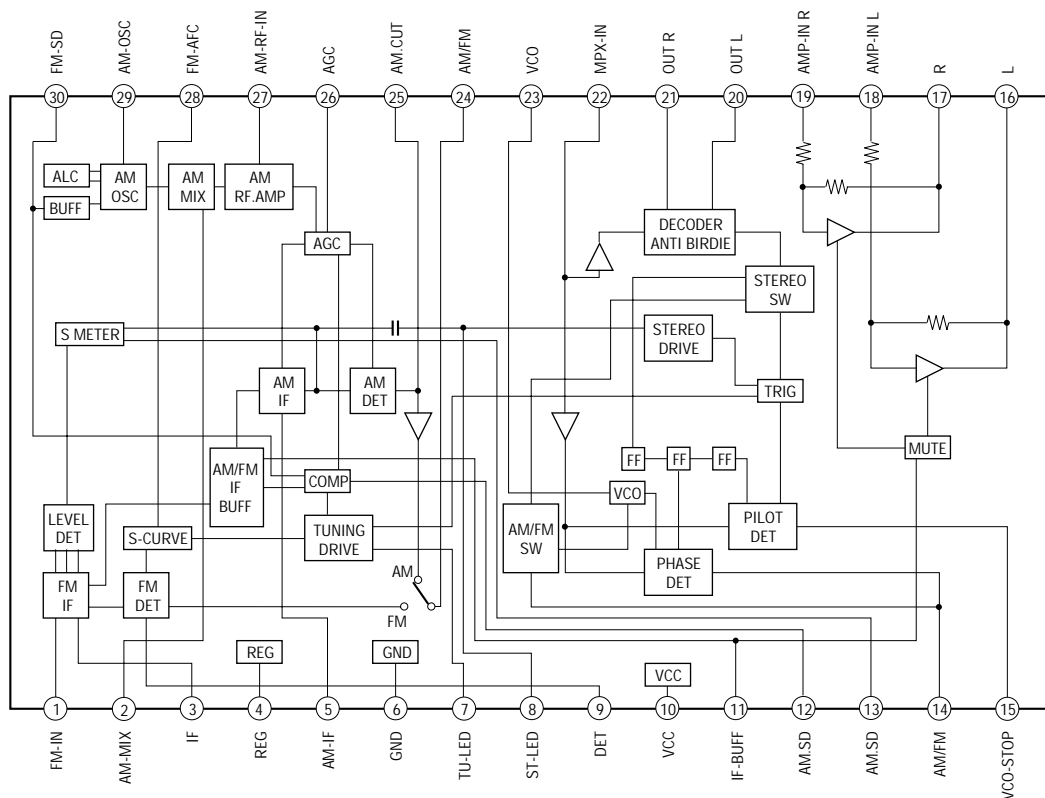 FM-SD
AM-OSC
FM-AFC
AM-RF-IN
AGC
AM.CUT
AM/FM
VCO
MPX-IN
OUT R
OUT L
AMP-IN R
AMP-IN L
R
L
30
29
28
27
26
25
24
23
22
21
20
19
18
17
16
ALC
AM
OSC
AM
MIX
AM
RF.AMP
BUFF
AGC
DECODER
ANTI BIRDIE
STEREO
SW
S METER
STEREO
DRIVE
AM
IF
AM
DET
TRIG
MUTE
AM/FM
IF
BUFF
COMP
FF
FF
FF
VCO
LEVEL
DET
S-CURVE
TUNING
DRIVE
AM/FM
SW
PILOT
DET
PHASE
DET
FM
IF
FM
DET
AM
FM
REG
GND
VCC
1
2
3
4
5
6
7
8
9
10
11
12
13
14
15
FM-IN
AM-MIX
IF
REG
AM-IF
GND
TU-LED
ST-LED
DET
VCC
IF-BUFF
AM.SD
AM.SD
AM/FM
VCO-STOP